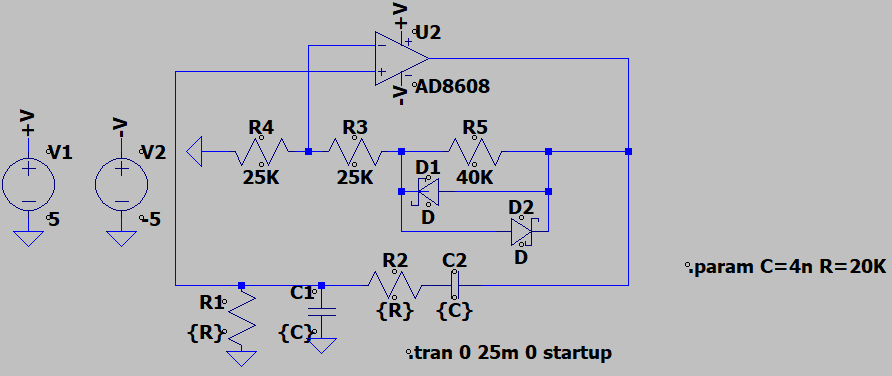 +V
U2
AD8608
-V
+V
-V
V1
V2
5
-5
R4
R3
R5
25K
25K
40K
D1
D
D2
D
R2
C2
{R}
{C}
R1
C1
{R}
{C}
.param C=4n R=20K
.tran 0 25m 0 startup